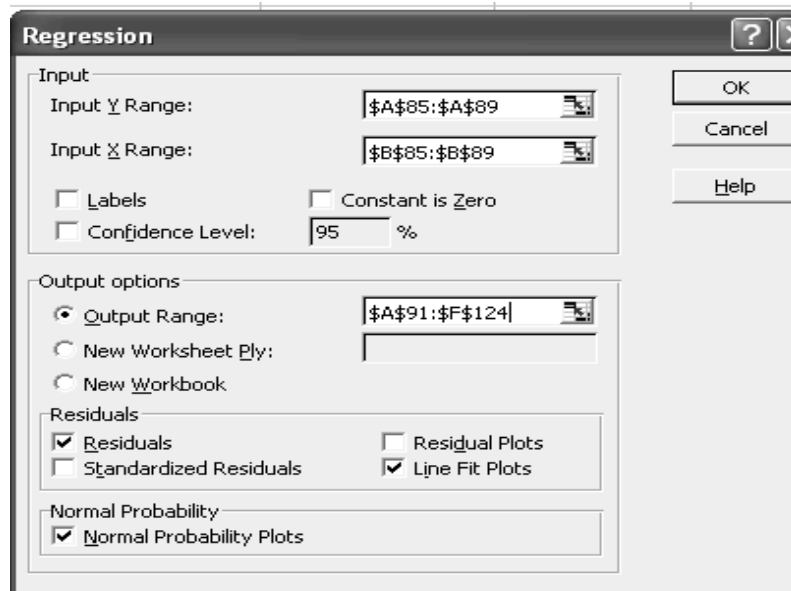 Regression
Input
Input Y Range: $A$85:$A$89
Input X Range: $B$85:$B$89
Labels Constant is Zero
Confidence Level: 95 %
OK
Cancel
Help
Output options
Output Range: $A$91:$F$124
New Worksheet Ply:
New Workbook
Residuals
Residuals Residual Plots
Standardized Residuals Line Fit Plots
Normal Probability
Normal Probability Plots